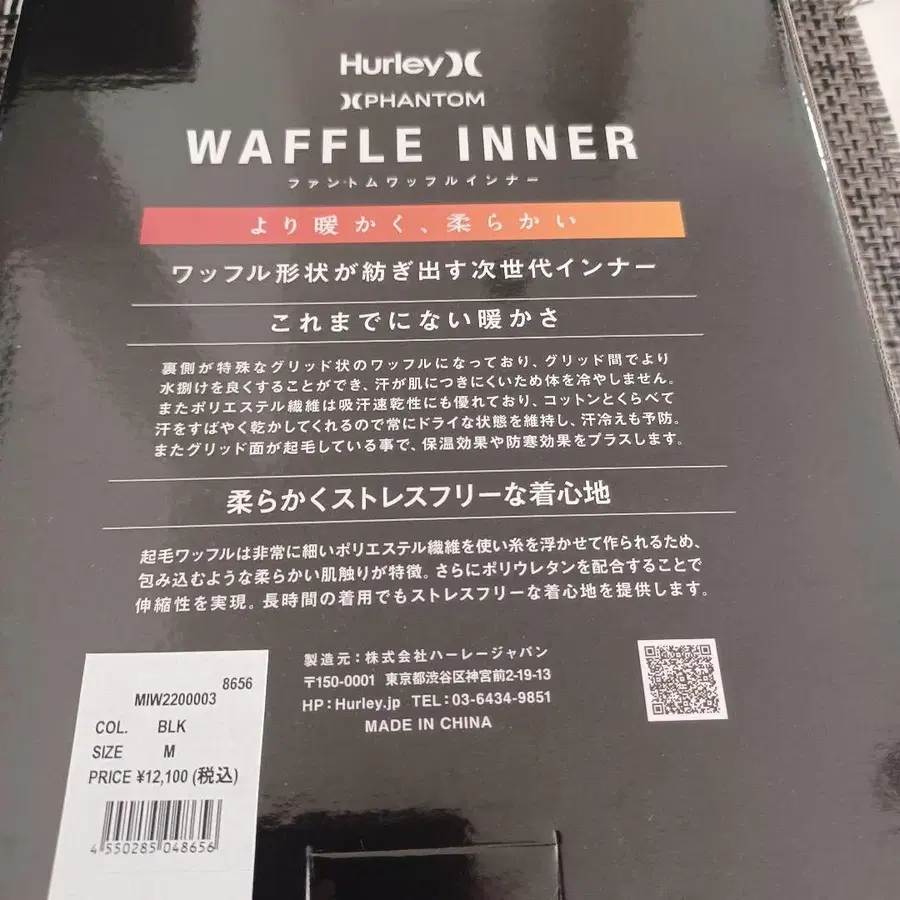 Hurley
PHANTOM
WAFFLE INNER
ファントムワッフルインナー
より暖かく、柔らかい
ワッフル形状が紡ぎ出す次世代インナー
これまでにない暖かさ
裏側が特殊なグリッド状のワッフルになっており、グリッド間でより
水捌けを良くすることができ、汗が肌につきにくいため体を冷やしません。
またポリエステル繊維は吸汗速乾性にも優れており、コットンとくらべて
汗をすばやく乾かしてくれるので常にドライな状態を維持し、汗冷えも予防。
またグリッド面が起毛している事で、保温効果や防寒効果をプラスします。
柔らかくストレスフリーな着心地
起毛ワッフルは非常に細いポリエステル繊維を使い糸を浮かせて作られるため、
包み込むような柔らかい肌触りが特徴。さらにポリウレタンを配合することで
伸縮性を実現。長時間の着用でもストレスフリーな着心地を提供します。
製造元：株式会社ハーレージャパン
〒150-0001 東京都渋谷区神宮前2-19-13
HP：Hurley.jp TEL：03-6434-9851
MADE IN CHINA
8656
MIW2200003
COL. BLK
SIZE M
PRICE ¥12,100 (税込)
4 550285 048656